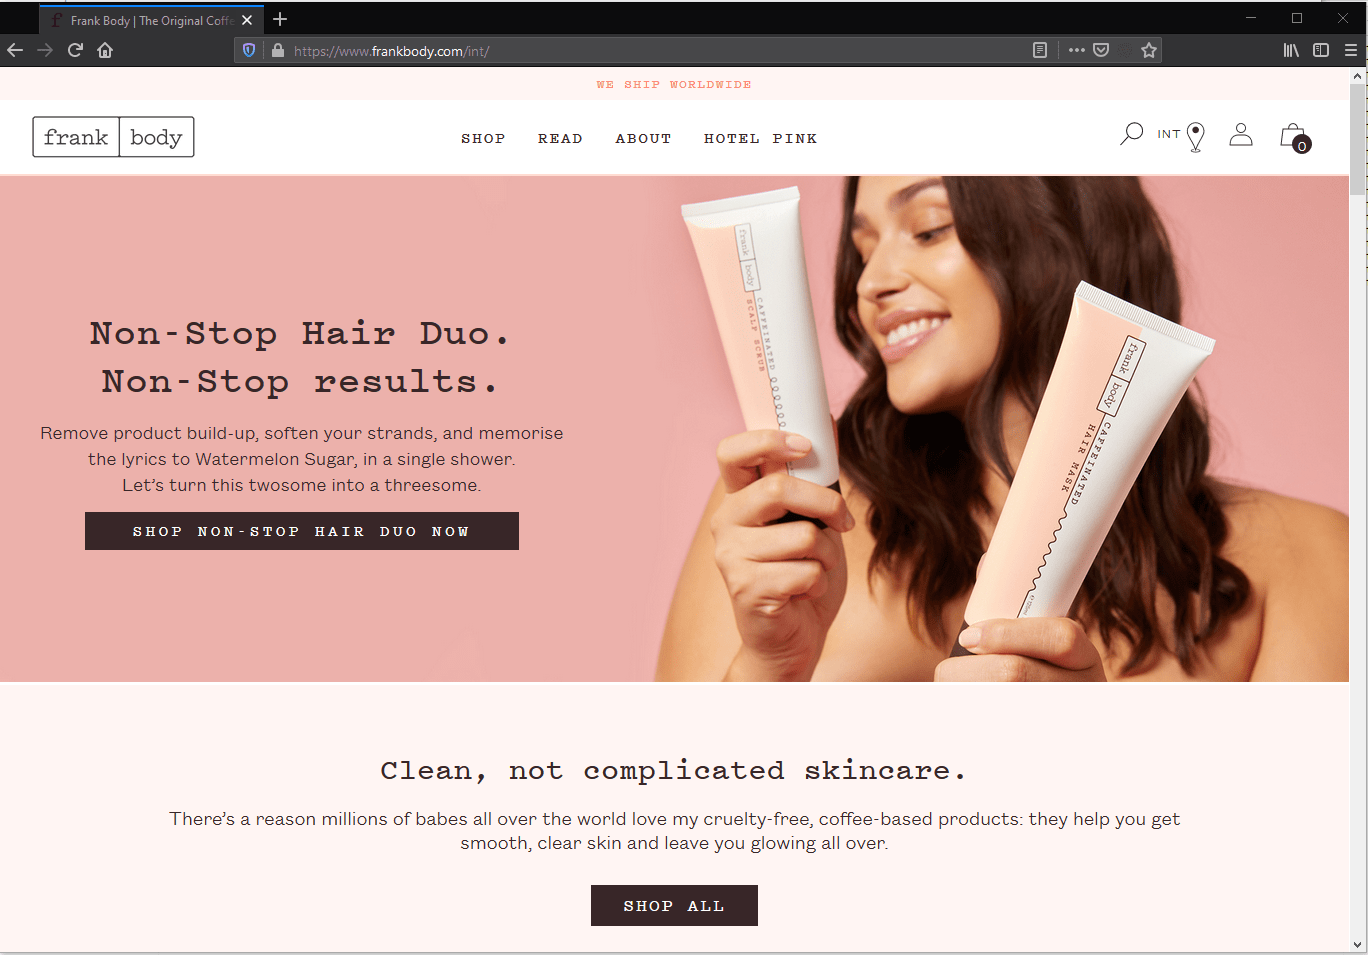 Frank Body | The Original Coffe
https://www.frankbody.com/int/
WE SHIP WORLDWIDE
frank body
SHOP READ ABOUT HOTEL PINK
INT
0
frank body
CAFFEINATED
SCALP SCRUB
frank body
CAFFEINATED
HAIR MASK
Non-Stop Hair Duo.
Non-Stop results.
Remove product build-up, soften your strands, and memorise
the lyrics to Watermelon Sugar, in a single shower.
Let’s turn this twosome into a threesome.
SHOP NON-STOP HAIR DUO NOW
Clean, not complicated skincare.
There’s a reason millions of babes all over the world love my cruelty-free, coffee-based products: they help you get
smooth, clear skin and leave you glowing all over.
SHOP ALL